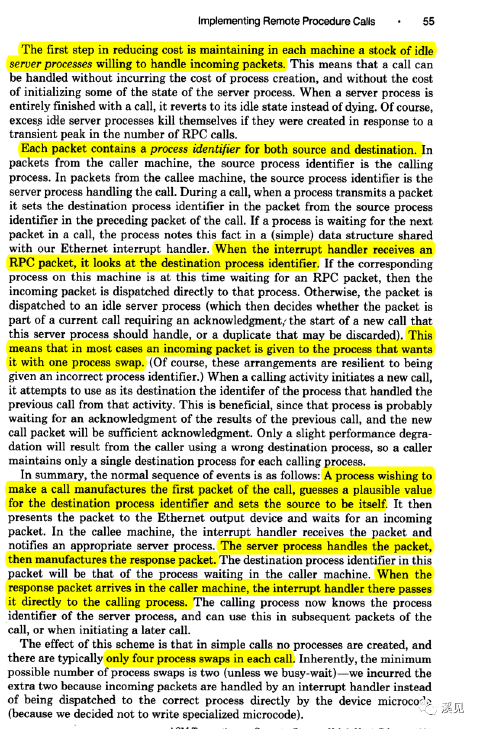 Implementing Remote Procedure Calls • 55
The first step in reducing cost is maintaining in each machine a stock of idle
server processes willing to handle incoming packets. This means that a call can
be handled without incurring the cost of process creation, and without the cost
of initializing some of the state of the server process. When a server process is
entirely finished with a call, it reverts to its idle state instead of dying. Of course,
excess idle server processes kill themselves if they were created in response to a
transient peak in the number of RPC calls.
Each packet contains a process identifier for both source and destination. In
packets from the caller machine, the source process identifier is the calling
process. In packets from the callee machine, the source process identifier is the
server process handling the call. During a call, when a process transmits a packet
it sets the destination process identifier in the packet from the source process
identifier in the preceding packet of the call. If a process is waiting for the next
packet in a call, the process notes this fact in a (simple) data structure shared
with our Ethernet interrupt handler. When the interrupt handler receives an
RPC packet, it looks at the destination process identifier. If the corresponding
process on this machine is at this time waiting for an RPC packet, then the
incoming packet is dispatched directly to that process. Otherwise, the packet is
dispatched to an idle server process (which then decides whether the packet is
part of a current call requiring an acknowledgment, the start of a new call that
this server process should handle, or a duplicate that may be discarded). This
means that in most cases an incoming packet is given to the process that wants
it with one process swap. (Of course, these arrangements are resilient to being
given an incorrect process identifier.) When a calling activity initiates a new call,
it attempts to use as its destination the identifer of the process that handled the
previous call from that activity. This is beneficial, since that process is probably
waiting for an acknowledgment of the results of the previous call, and the new
call packet will be sufficient acknowledgment. Only a slight performance degra-
dation will result from the caller using a wrong destination process, so a caller
maintains only a single destination process for each calling process.
In summary, the normal sequence of events is as follows: A process wishing to
make a call manufactures the first packet of the call, guesses a plausible value
for the destination process identifier and sets the source to be itself. It then
presents the packet to the Ethernet output device and waits for an incoming
packet. In the callee machine, the interrupt handler receives the packet and
notifies an appropriate server process. The server process handles the packet,
then manufactures the response packet. The destination process identifier in this
packet will be that of the process waiting in the caller machine. When the
response packet arrives in the caller machine, the interrupt handler there passes
it directly to the calling process. The calling process now knows the process
identifier of the server process, and can use this in subsequent packets of the
call, or when initiating a later call.
The effect of this scheme is that in simple calls no processes are created, and
there are typically only four process swaps in each call. Inherently, the minimum
possible number of process swaps is two (unless we busy-wait)—we incurred the
extra two because incoming packets are handled by an interrupt handler instead
of being dispatched to the correct process directly by the device microcode
(because we decided not to write specialized microcode).
溪见